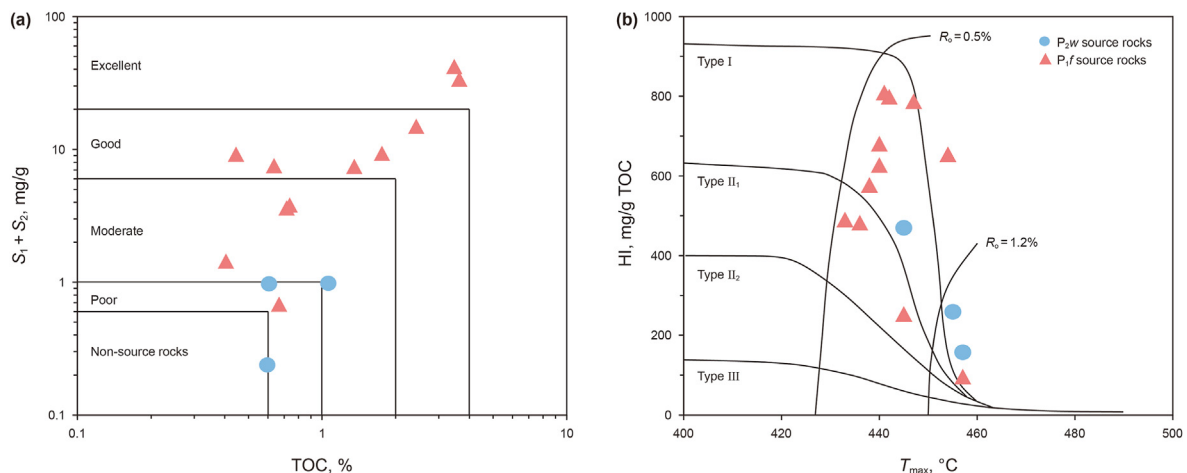 (a)
100
10
1
0.1
S₁ + S₂, mg/g
Excellent
Good
Moderate
Poor
Non-source rocks
0.1
1
10
TOC, %
(b)
1000
800
600
400
200
0
HI, mg/g TOC
Type I
Type II₁
Type II₂
Type III
Rₒ = 0.5%
Rₒ = 1.2%
P₂w source rocks
P₁f source rocks
400
420
440
460
480
500
Tmax, °C